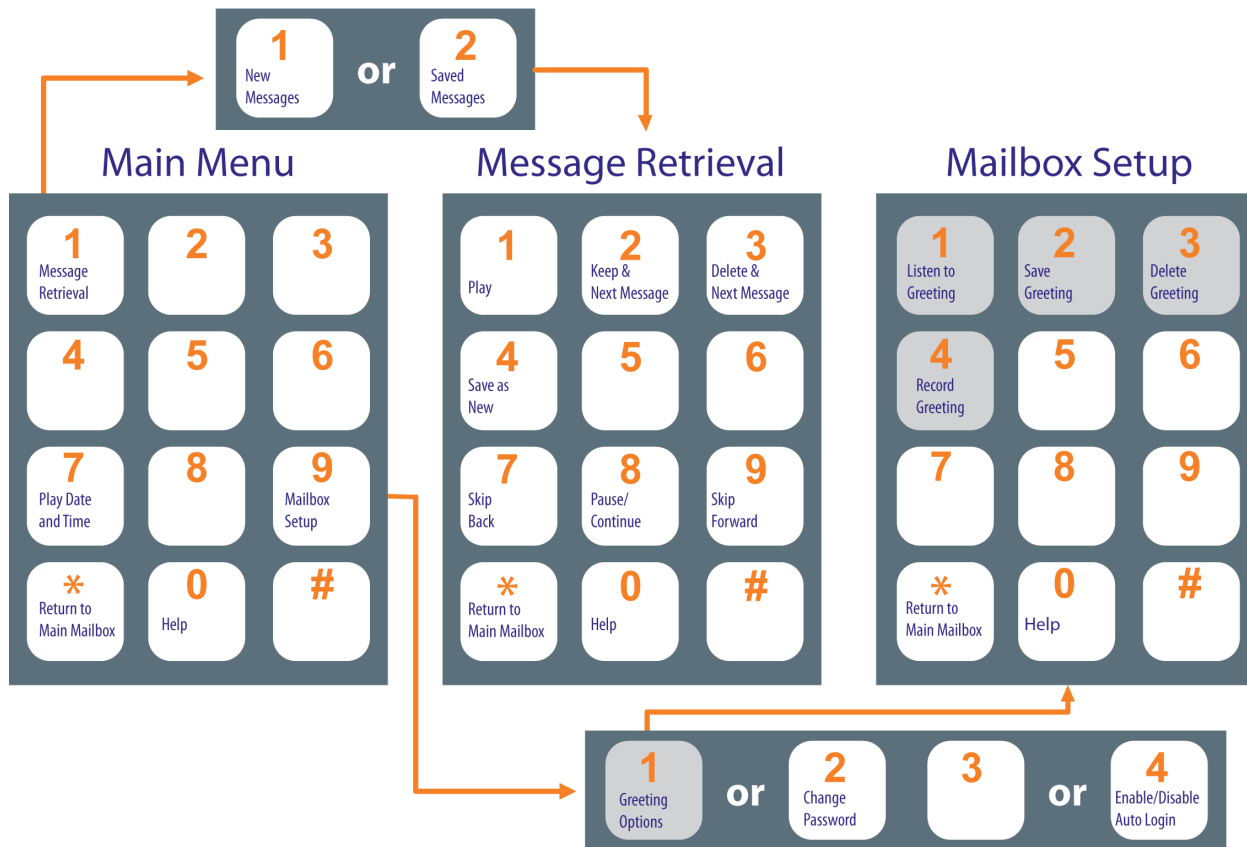 1
New
Messages
or
2
Saved
Messages
Main Menu
1
Message
Retrieval
2
3
4
5
6
7
Play Date
and Time
8
9
Mailbox
Setup
*
Return to
Main Mailbox
0
Help
#
Message Retrieval
1
Play
2
Keep &
Next Message
3
Delete &
Next Message
4
Save as
New
5
6
7
Skip
Back
8
Pause/
Continue
9
Skip
Forward
*
Return to
Main Mailbox
0
Help
#
Mailbox Setup
1
Listen to
Greeting
2
Save
Greeting
3
Delete
Greeting
4
Record
Greeting
5
6
7
8
9
*
Return to
Main Mailbox
0
Help
#
1
Greeting
Options
or
2
Change
Password
3
or
4
Enable/Disable
Auto Login